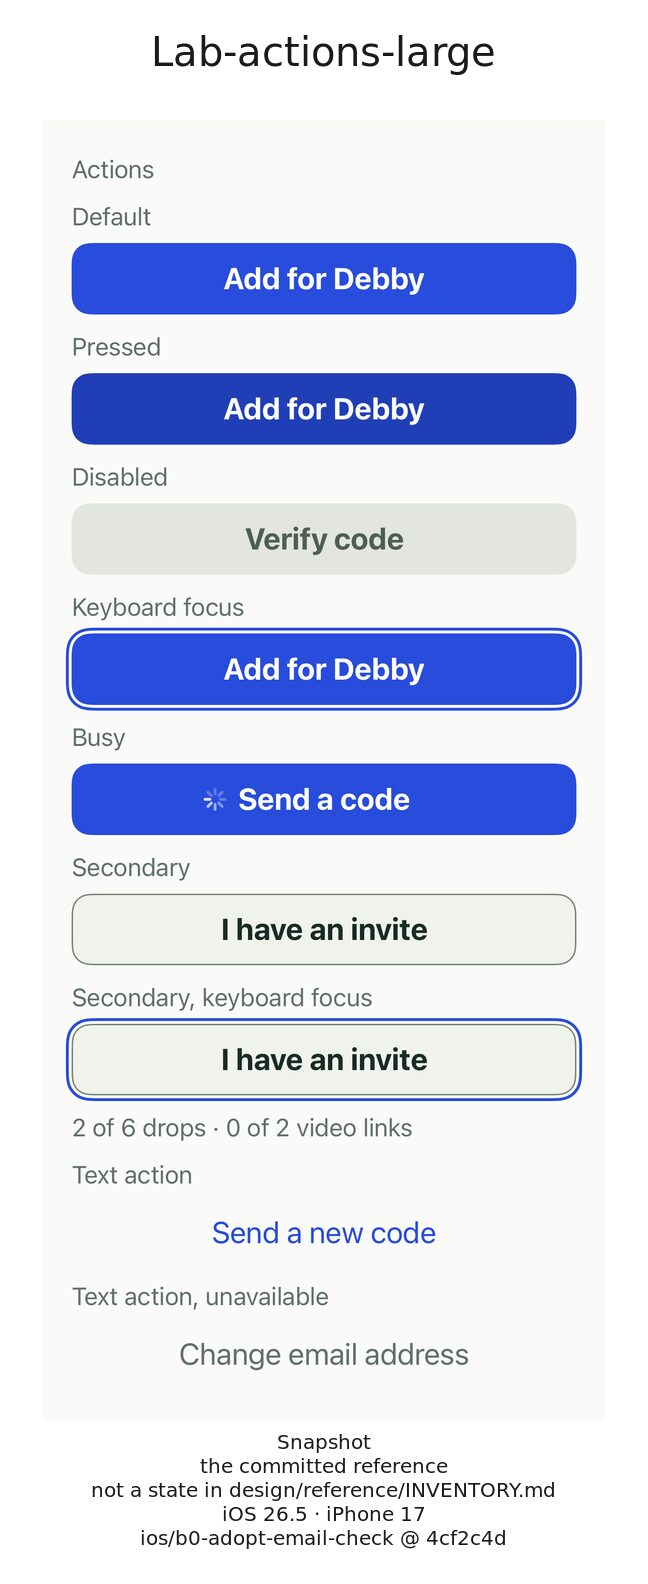 Lab-actions-large
Actions
Default
Add for Debby
Pressed
Add for Debby
Disabled
Verify code
Keyboard focus
Add for Debby
Busy
Send a code
Secondary
I have an invite
Secondary, keyboard focus
I have an invite
2 of 6 drops · 0 of 2 video links
Text action
Send a new code
Text action, unavailable
Change email address
Snapshot
the committed reference
not a state in design/reference/INVENTORY.md
iOS 26.5 · iPhone 17
ios/b0-adopt-email-check @ 4cf2c4d